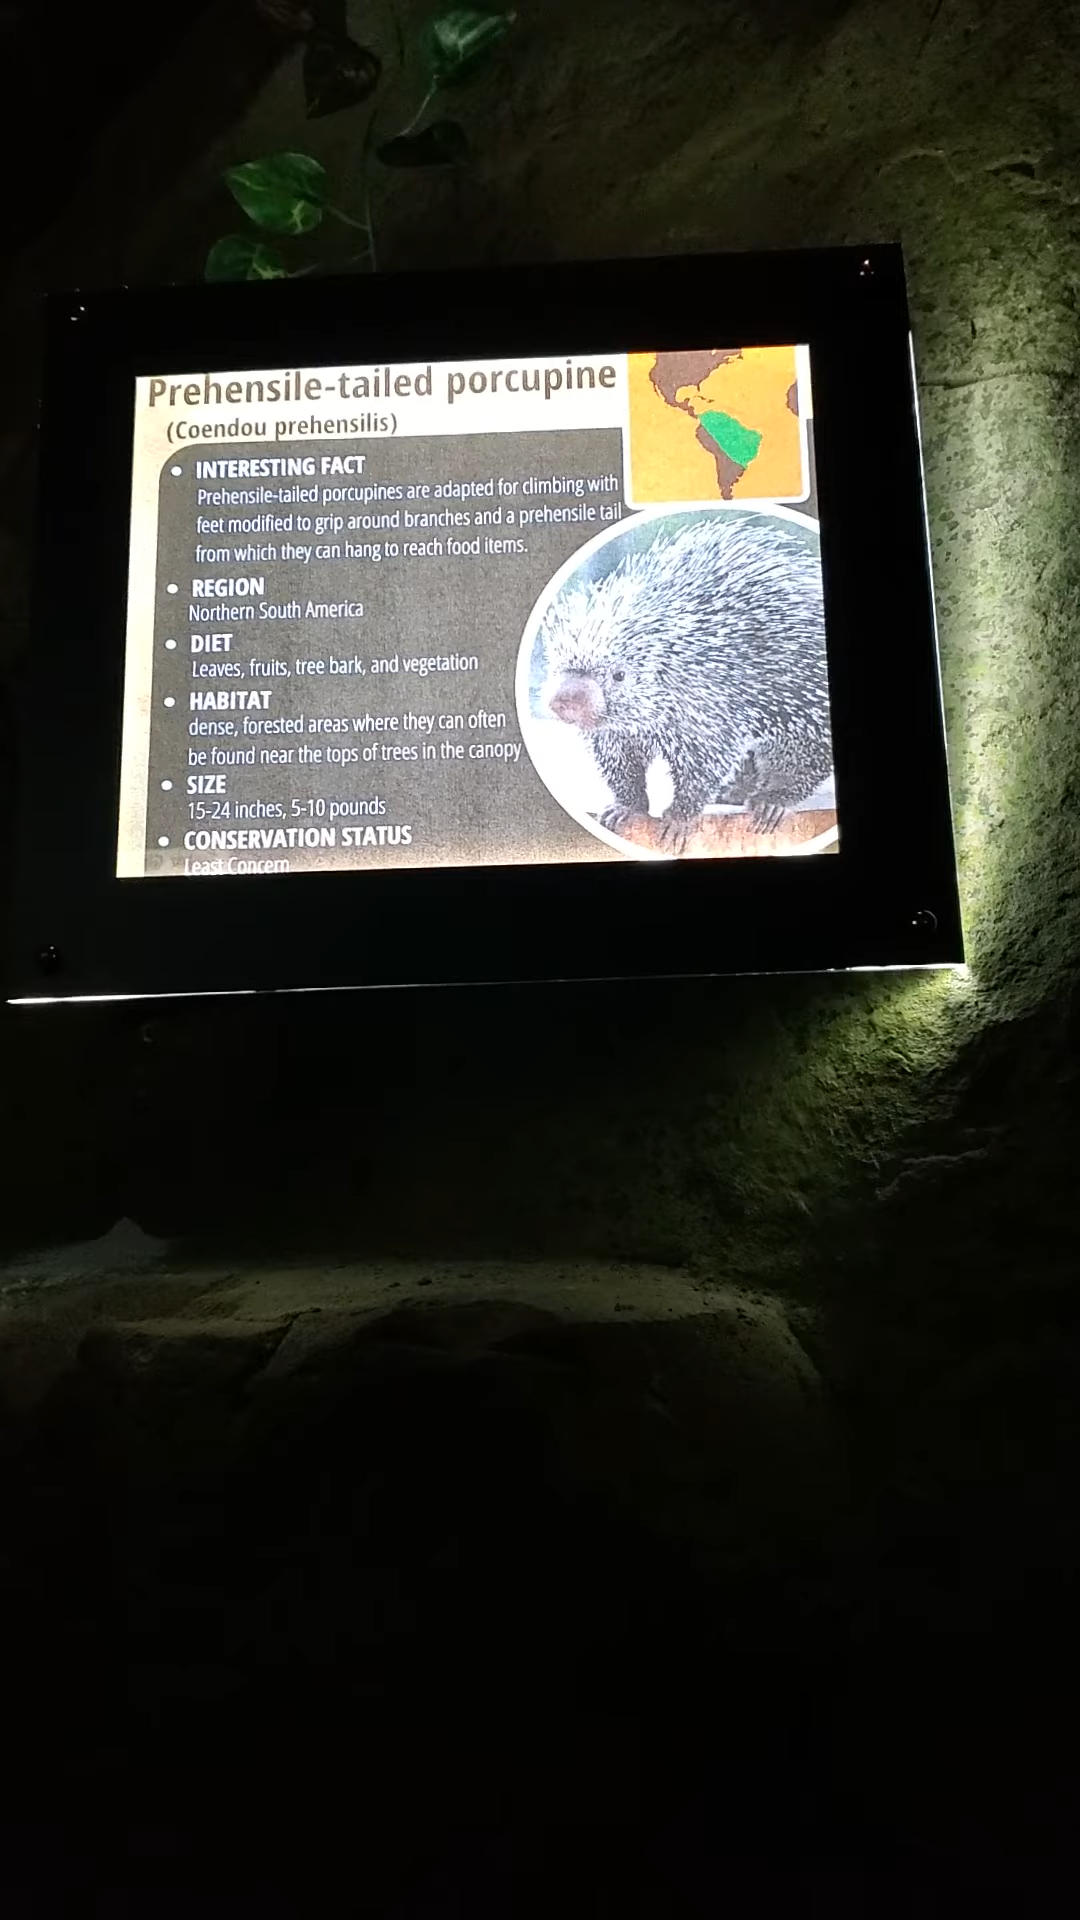 Prehensile-tailed porcupine
(Coendou prehensilis)
• INTERESTING FACT
Prehensile-tailed porcupines are adapted for climbing with
feet modified to grip around branches and a prehensile tail
from which they can hang to reach food items.
• REGION
Northern South America
• DIET
Leaves, fruits, tree bark, and vegetation
• HABITAT
dense, forested areas where they can often
be found near the tops of trees in the canopy
• SIZE
15-24 inches, 5-10 pounds
• CONSERVATION STATUS
Least Concern